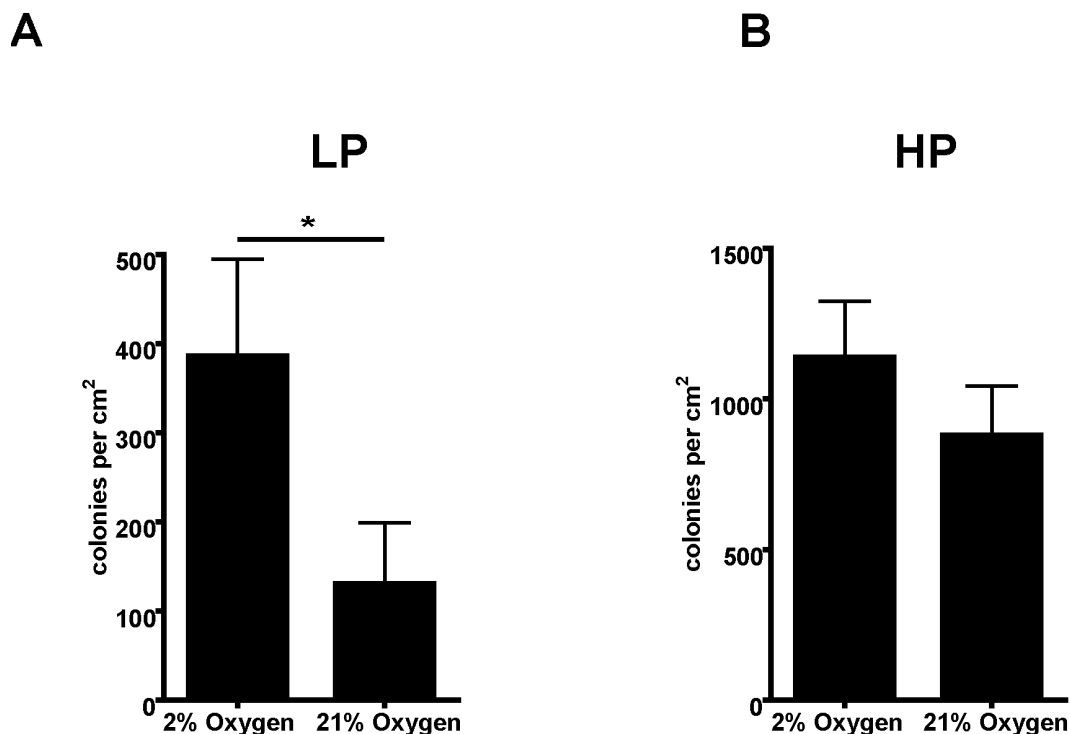 A
LP
*
500
400
300
200
100
0
colonies per cm²
2% Oxygen
21% Oxygen
B
HP
1500
1000
500
0
colonies per cm²
2% Oxygen
21% Oxygen